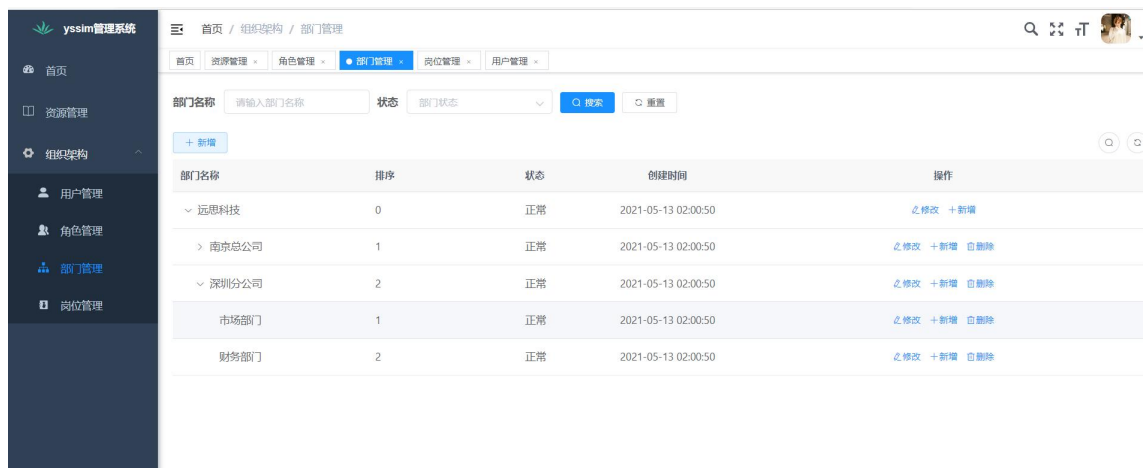 yssim管理系统
首页 / 组织架构 / 部门管理
首页 资源管理 × 角色管理 × 部门管理 × 岗位管理 × 用户管理 ×
首页
资源管理
组织架构
用户管理
角色管理
部门管理
岗位管理
部门名称 请输入部门名称 状态 部门状态 搜索 重置
+ 新增
部门名称 排序 状态 创建时间 操作
远思科技 0 正常 2021-05-13 02:00:50 修改 +新增
南京总公司 1 正常 2021-05-13 02:00:50 修改 +新增 删除
深圳分公司 2 正常 2021-05-13 02:00:50 修改 +新增 删除
市场部门 1 正常 2021-05-13 02:00:50 修改 +新增 删除
财务部门 2 正常 2021-05-13 02:00:50 修改 +新增 删除